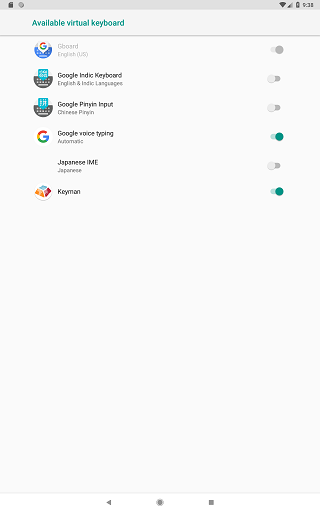 9:38
Available virtual keyboard
Gboard
English (US)
Google Indic Keyboard
English & Indic Languages
Google Pinyin Input
Chinese Pinyin
Google voice typing
Automatic
Japanese IME
Japanese
Keyman